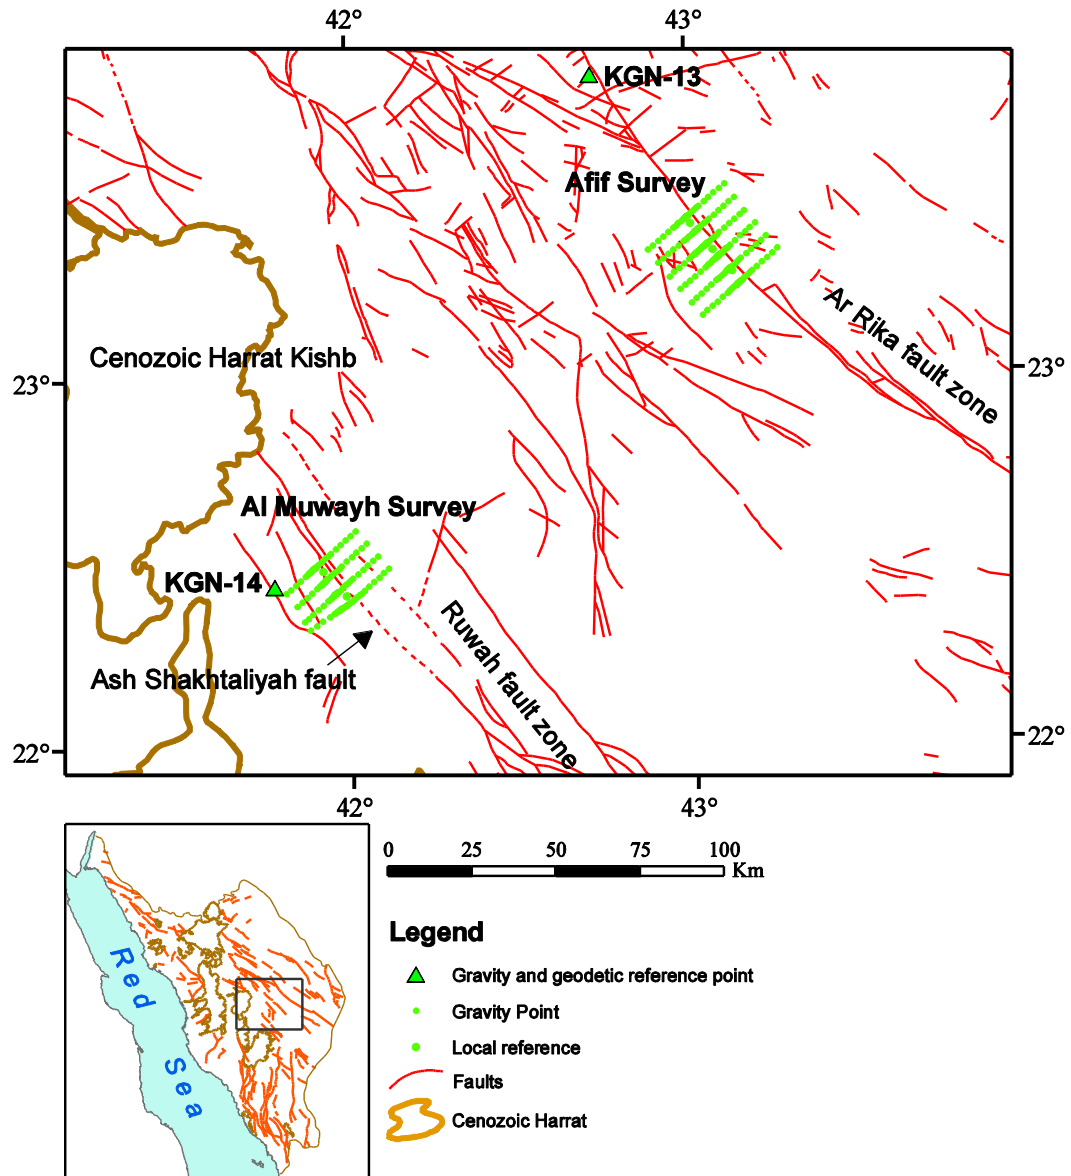 42° 43°
KGN-13
Afif Survey
Ar Rika fault zone
Cenozoic Harrat Kishb
23° 23°
Al Muwayh Survey
KGN-14
Ruwah fault zone
Ash Shakhtaliyah fault
22° 22°
42° 43°
0 25 50 75 100
Km
Red Sea
Legend
Gravity and geodetic reference point
Gravity Point
Local reference
Faults
Cenozoic Harrat